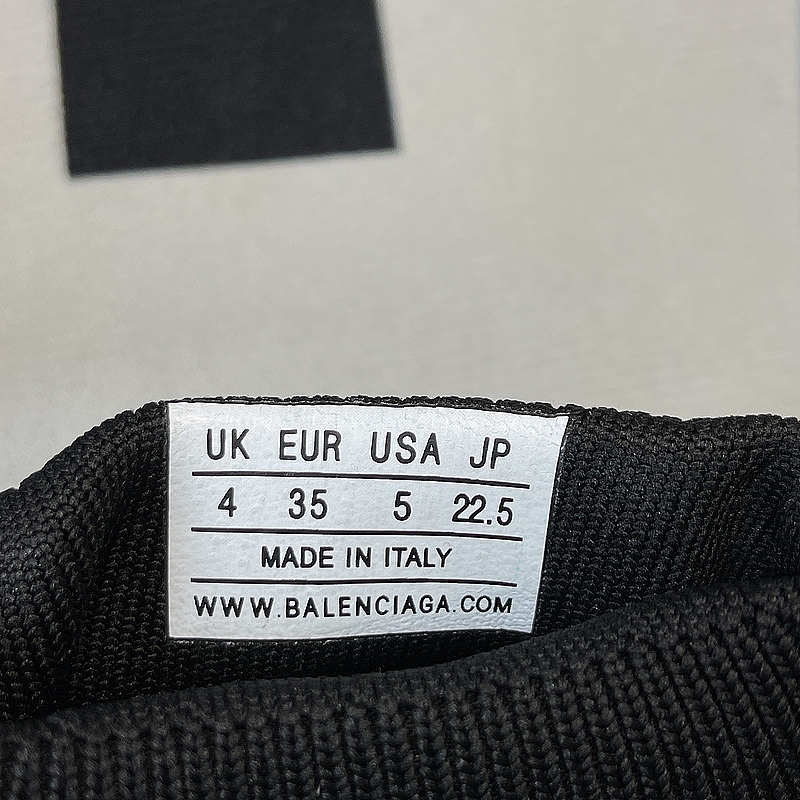 UK EUR USA JP
4 35 5 22.5
MADE IN ITALY
WWW.BALENCIAGA.COM